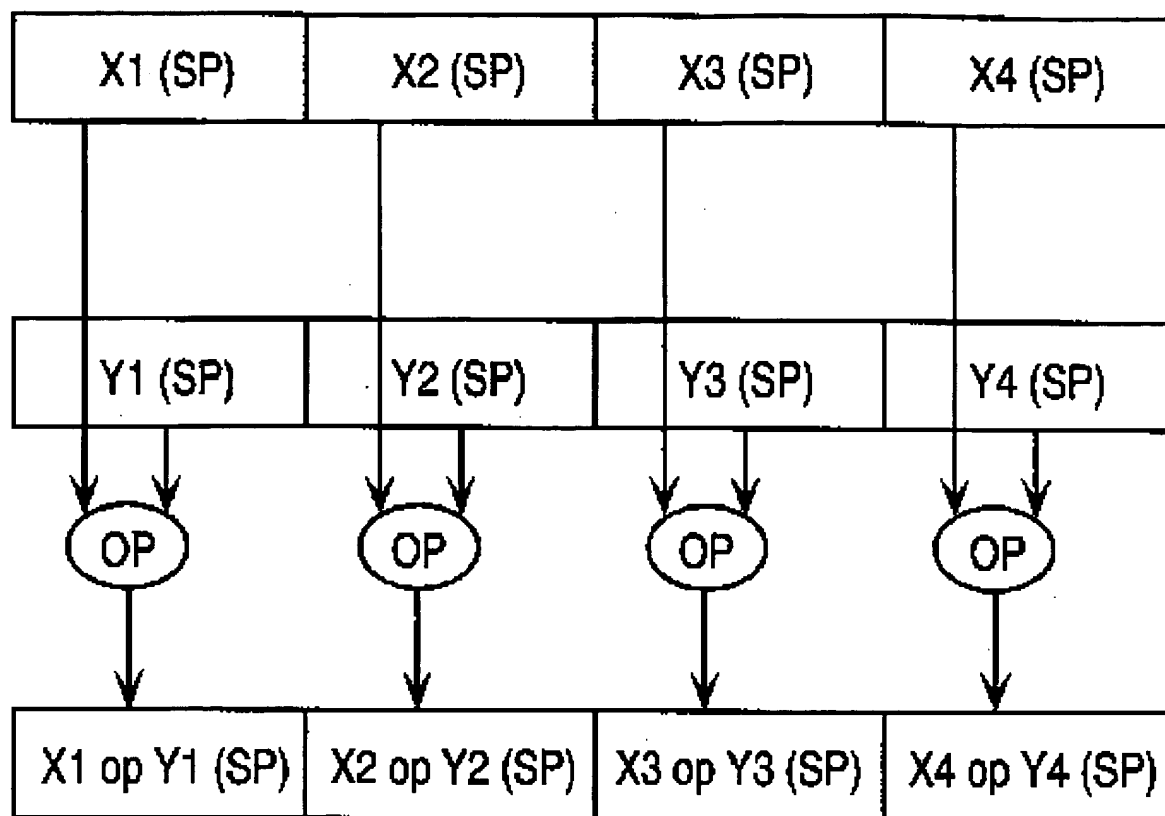 X1 (SP) X2 (SP) X3 (SP) X4 (SP)
Y1 (SP) Y2 (SP) Y3 (SP) Y4 (SP)
OP OP OP OP
X1 op Y1 (SP) X2 op Y2 (SP) X3 op Y3 (SP) X4 op Y4 (SP)